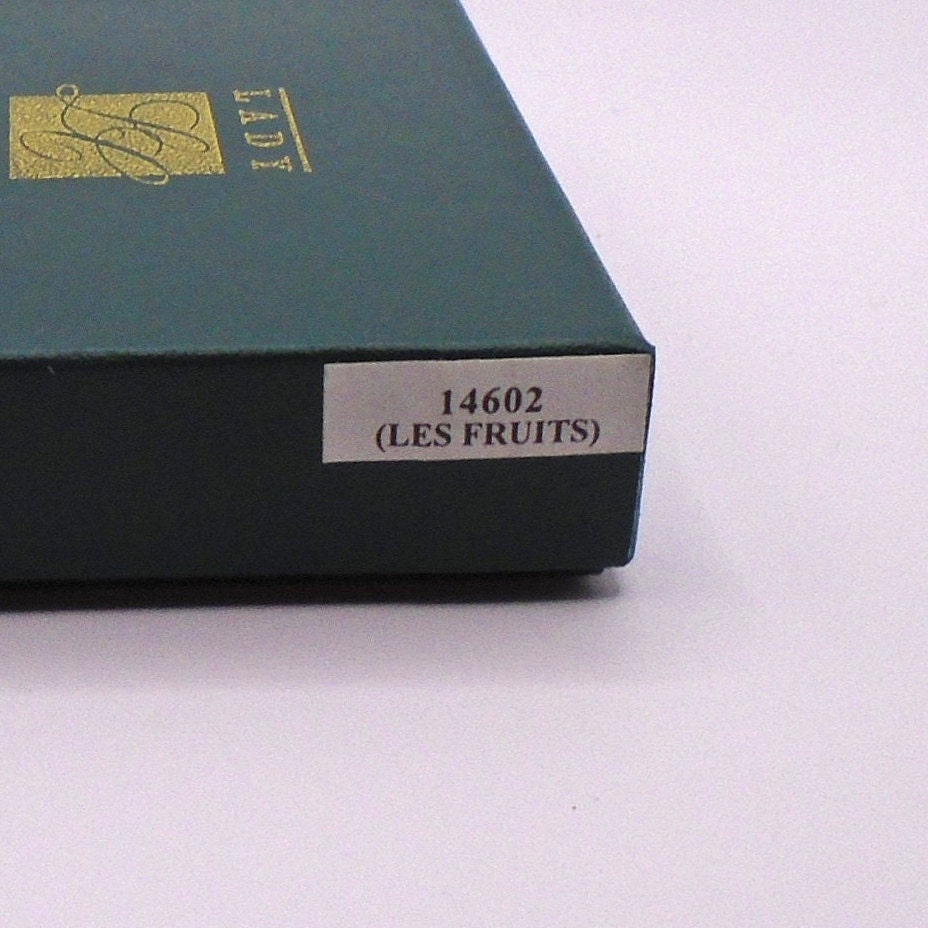 LADY
14602
(LES FRUITS)